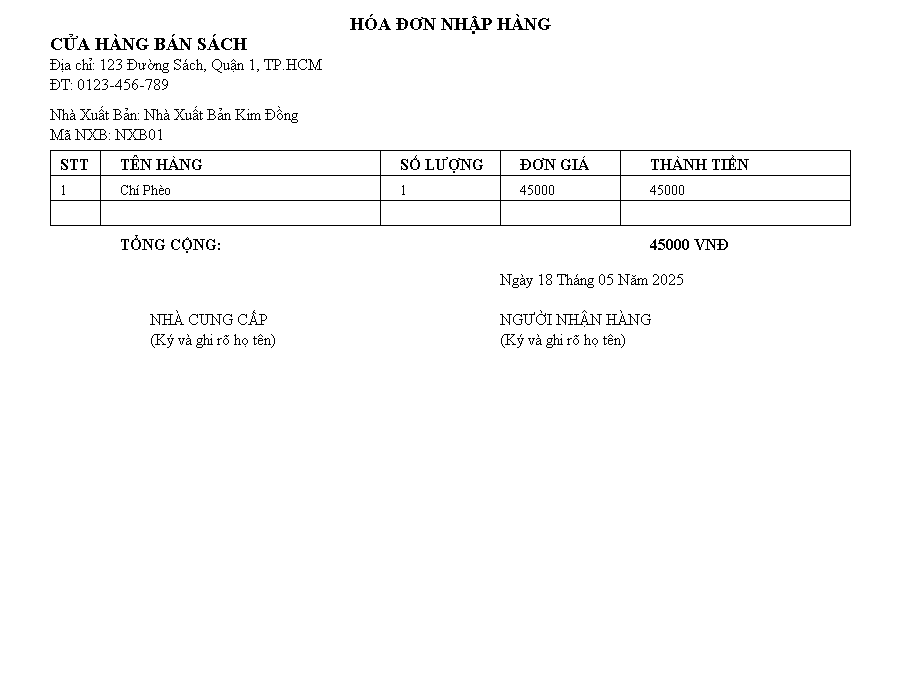 HÓA ĐƠN NHẬP HÀNG
CỬA HÀNG BÁN SÁCH
Địa chỉ: 123 Đường Sách, Quận 1, TP.HCM
ĐT: 0123-456-789
Nhà Xuất Bản: Nhà Xuất Bản Kim Đồng
Mã NXB: NXB01
STT TÊN HÀNG SỐ LƯỢNG ĐƠN GIÁ THÀNH TIỀN
1 Chí Phèo 1 45000 45000
TỔNG CỘNG: 45000 VNĐ
Ngày 18 Tháng 05 Năm 2025
NHÀ CUNG CẤP NGƯỜI NHẬN HÀNG
(Ký và ghi rõ họ tên) (Ký và ghi rõ họ tên)